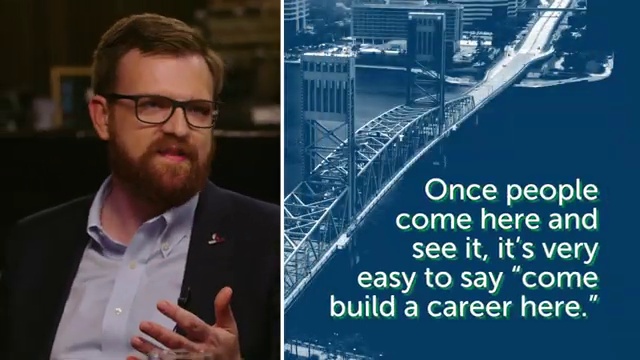 Once people
come here and
see it, it’s very
easy to say “come
build a career here.”